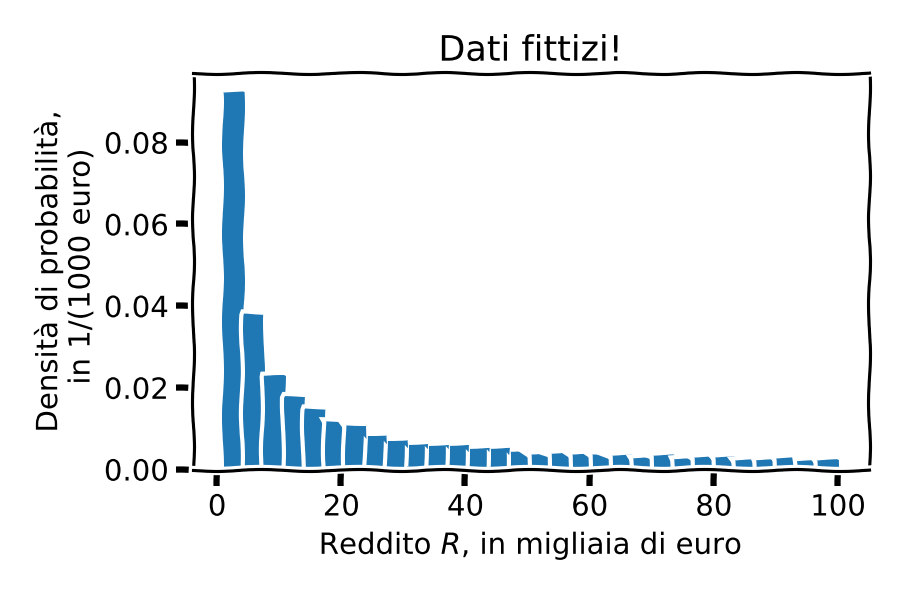 Dati fittizi!
Densità di probabilità,
in 1/(1000 euro)
0.08
0.06
0.04
0.02
0.00
0 20 40 60 80 100
Reddito R, in migliaia di euro